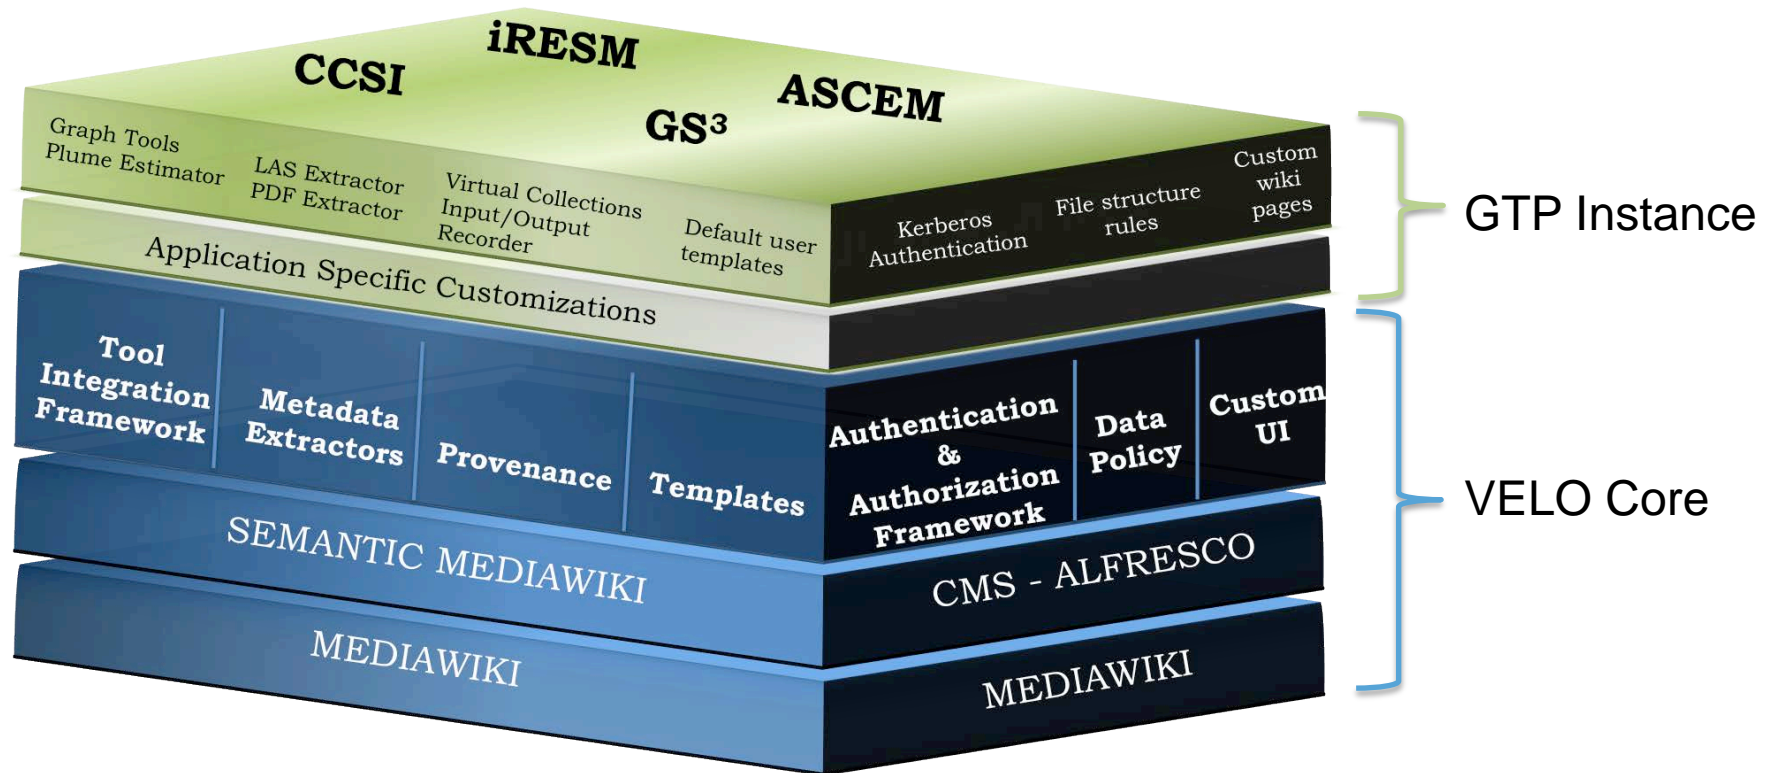 iRESM
CCSI
ASCEM
GS³
Graph Tools
Plume Estimator
LAS Extractor
PDF Extractor
Virtual Collections
Input/Output
Recorder
Default user
templates
Kerberos
Authentication
File structure
rules
Custom
wiki
pages
GTP Instance
Application Specific Customizations
Tool
Integration
Framework
Metadata
Extractors
Provenance
Templates
Authentication
&
Authorization
Framework
Data
Policy
Custom
UI
VELO Core
SEMANTIC MEDIAWIKI
CMS - ALFRESCO
MEDIAWIKI
MEDIAWIKI